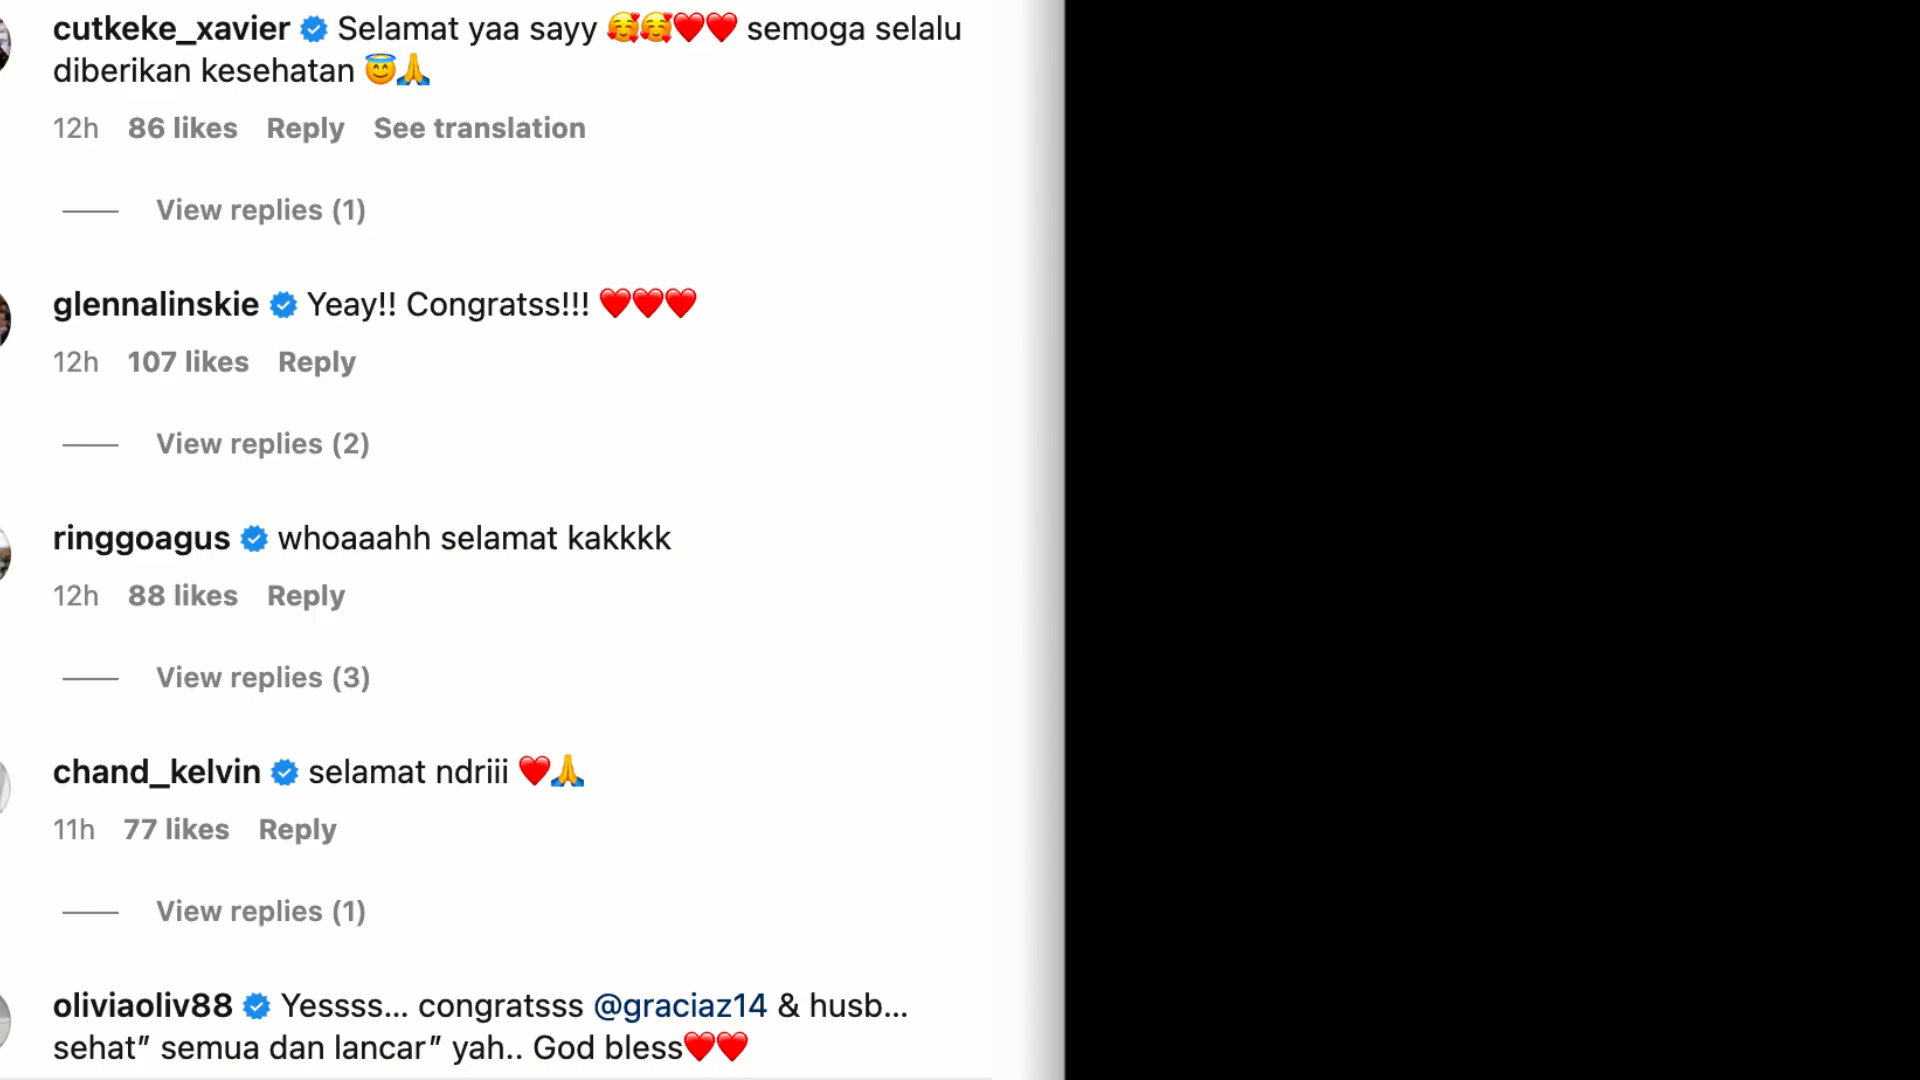 cutkeke_xavier Selamat yaa sayy 🥰🥰❤️❤️ semoga selalu
diberikan kesehatan 😇🙏
12h 86 likes Reply See translation
View replies (1)
glennalinskie Yeay!! Congratss!!! ❤️❤️❤️
12h 107 likes Reply
View replies (2)
ringgoagus whoaaahh selamat kakkkk
12h 88 likes Reply
View replies (3)
chand_kelvin selamat ndriii ❤️🙏
11h 77 likes Reply
View replies (1)
oliviaoliv88 Yessss... congratsss @graciaz14 & husb...
sehat” semua dan lancar” yah.. God bless❤️❤️